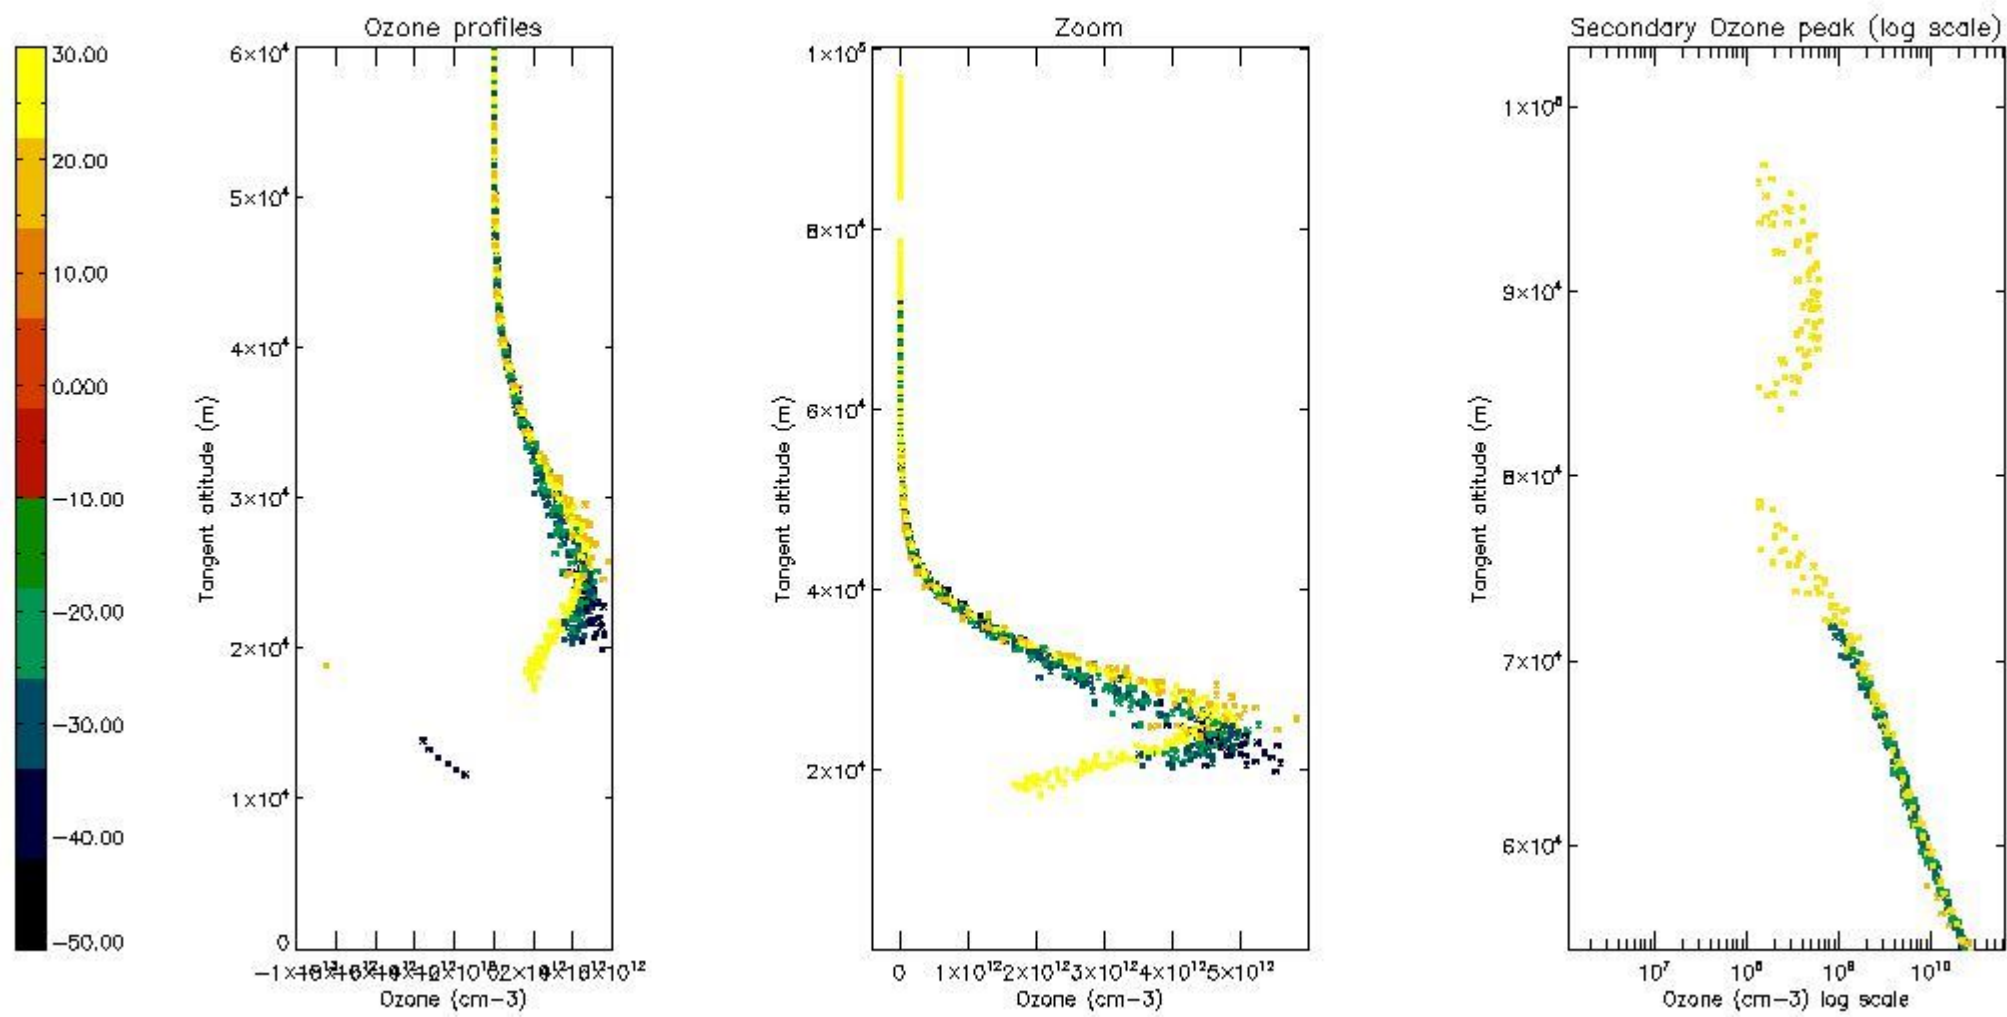 Ozone profiles
Zoom
Secondary Ozone peak (log scale)
30.00
20.00
10.00
0.000
−10.00
−20.00
−30.00
−40.00
−50.00
6×10⁴
5×10⁴
4×10⁴
3×10⁴
2×10⁴
1×10⁴
0
Tangent altitude (m)
Ozone (cm−3)
1×10⁵
8×10⁴
6×10⁴
4×10⁴
2×10⁴
Tangent altitude (m)
0 1×10¹² 2×10¹² 3×10¹² 4×10¹² 5×10¹²
Ozone (cm−3)
9×10⁴
8×10⁴
7×10⁴
6×10⁴
Tangent altitude (m)
10⁷ 10⁸ 10⁹ 10¹⁰
Ozone (cm−3) log scale